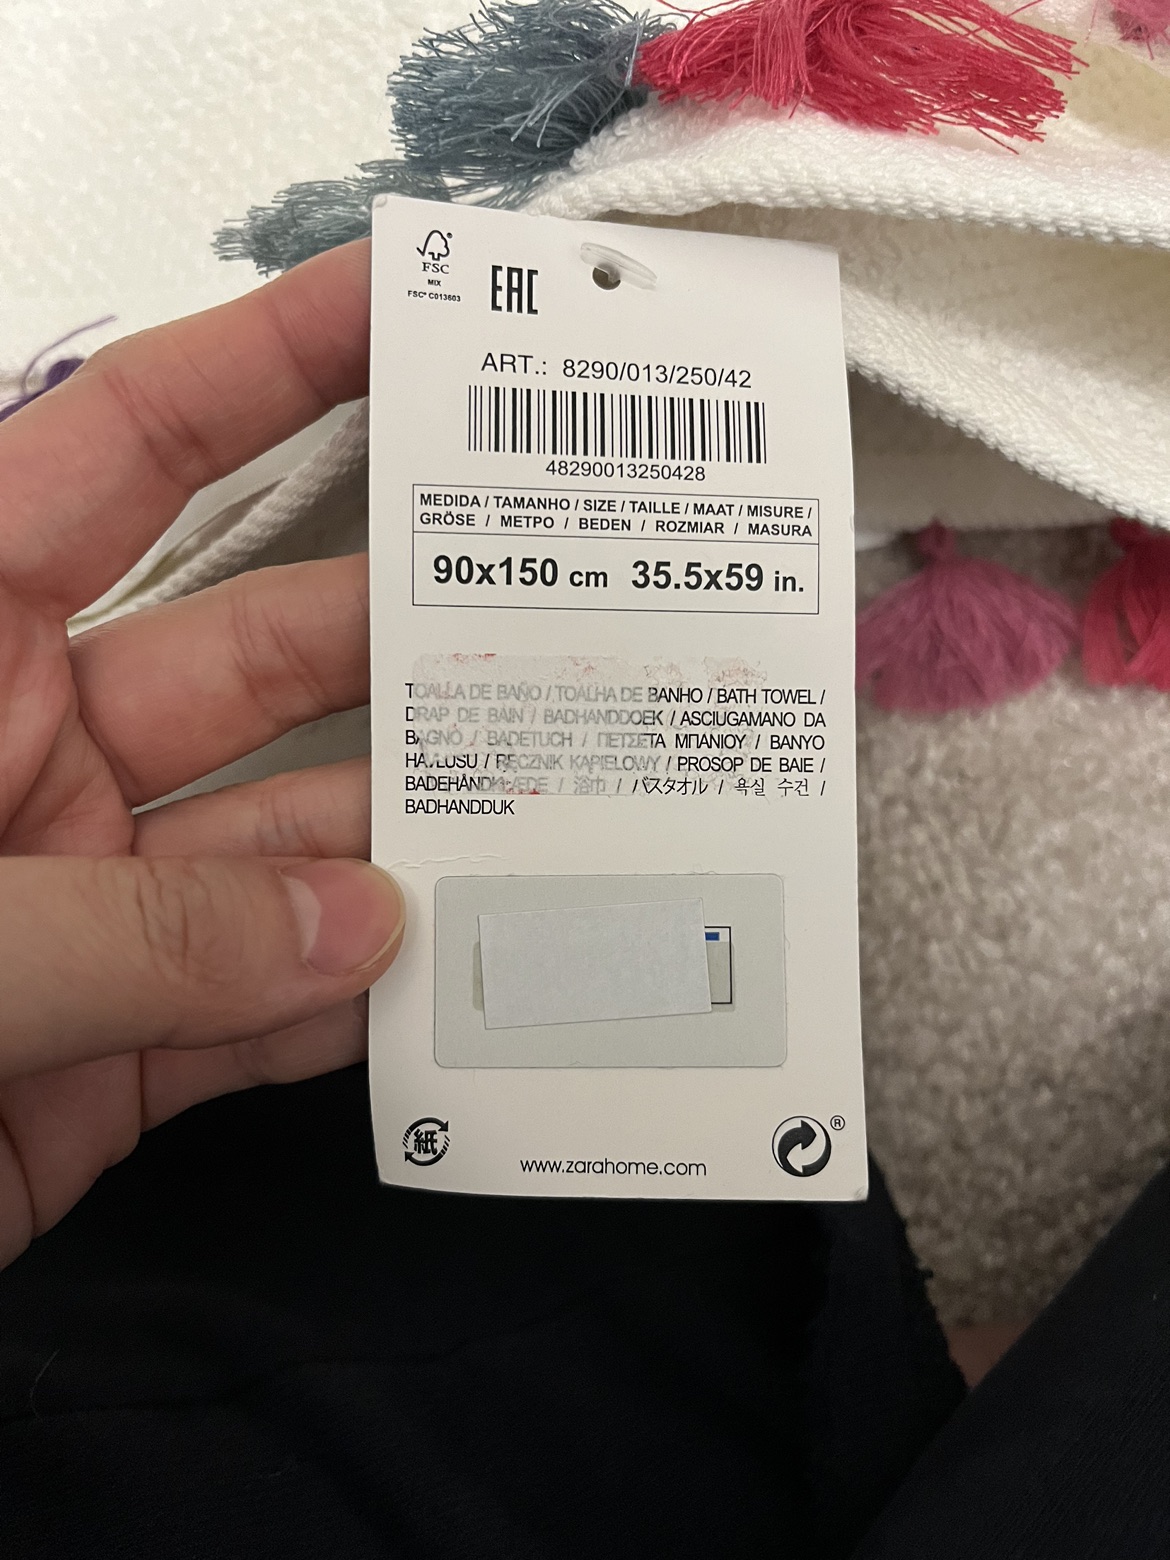 FSC
MIX
FSC® C013603
EAC
ART.: 8290/013/250/42
48290013250428
MEDIDA / TAMANHO / SIZE / TAILLE / MAAT / MISURE /
GRÖSE / ΜΕΤΡΟ / BEDEN / ROZMIAR / MASURA
90x150 cm 35.5x59 in.
TOALLA DE BAÑO / TOALHA DE BANHO / BATH TOWEL /
DRAP DE BAIN / BADHANDDOEK / ASCIUGAMANO DA
BAGNO / BADETUCH / ΠΕΤΣΕΤΑ ΜΠΑΝΙΟΥ / BANYO
HAVLUSU / RĘCZNIK KĄPIELOWY / PROSOP DE BAIE /
BADEHÅNDKLÆDE / 浴巾 / バスタオル / 욕실 수건 /
BADHANDDUK
紙
®
www.zarahome.com